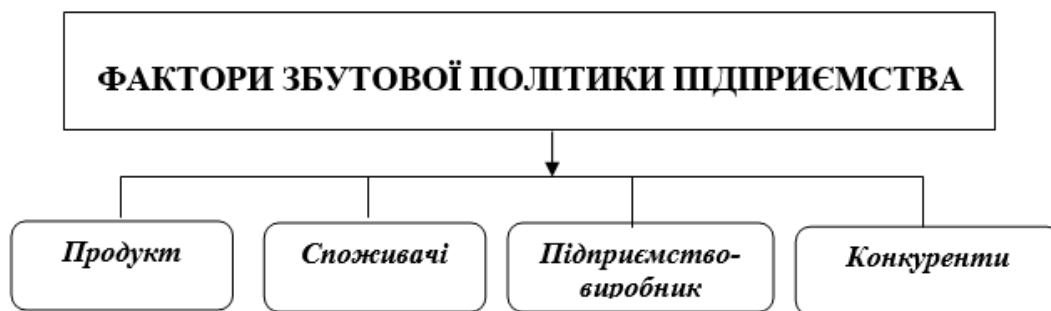 ФАКТОРИ ЗБУТОВОЇ ПОЛІТИКИ ПІДПРИЄМСТВА
Продукт
Споживачі
Підприємство-
виробник
Конкуренти